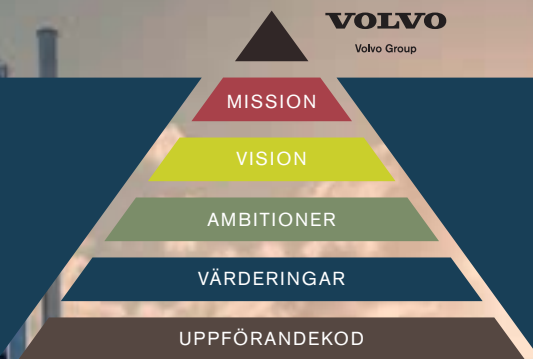 VOLVO
Volvo Group
MISSION
VISION
AMBITIONER
VÄRDERINGAR
UPPFÖRANDEKOD